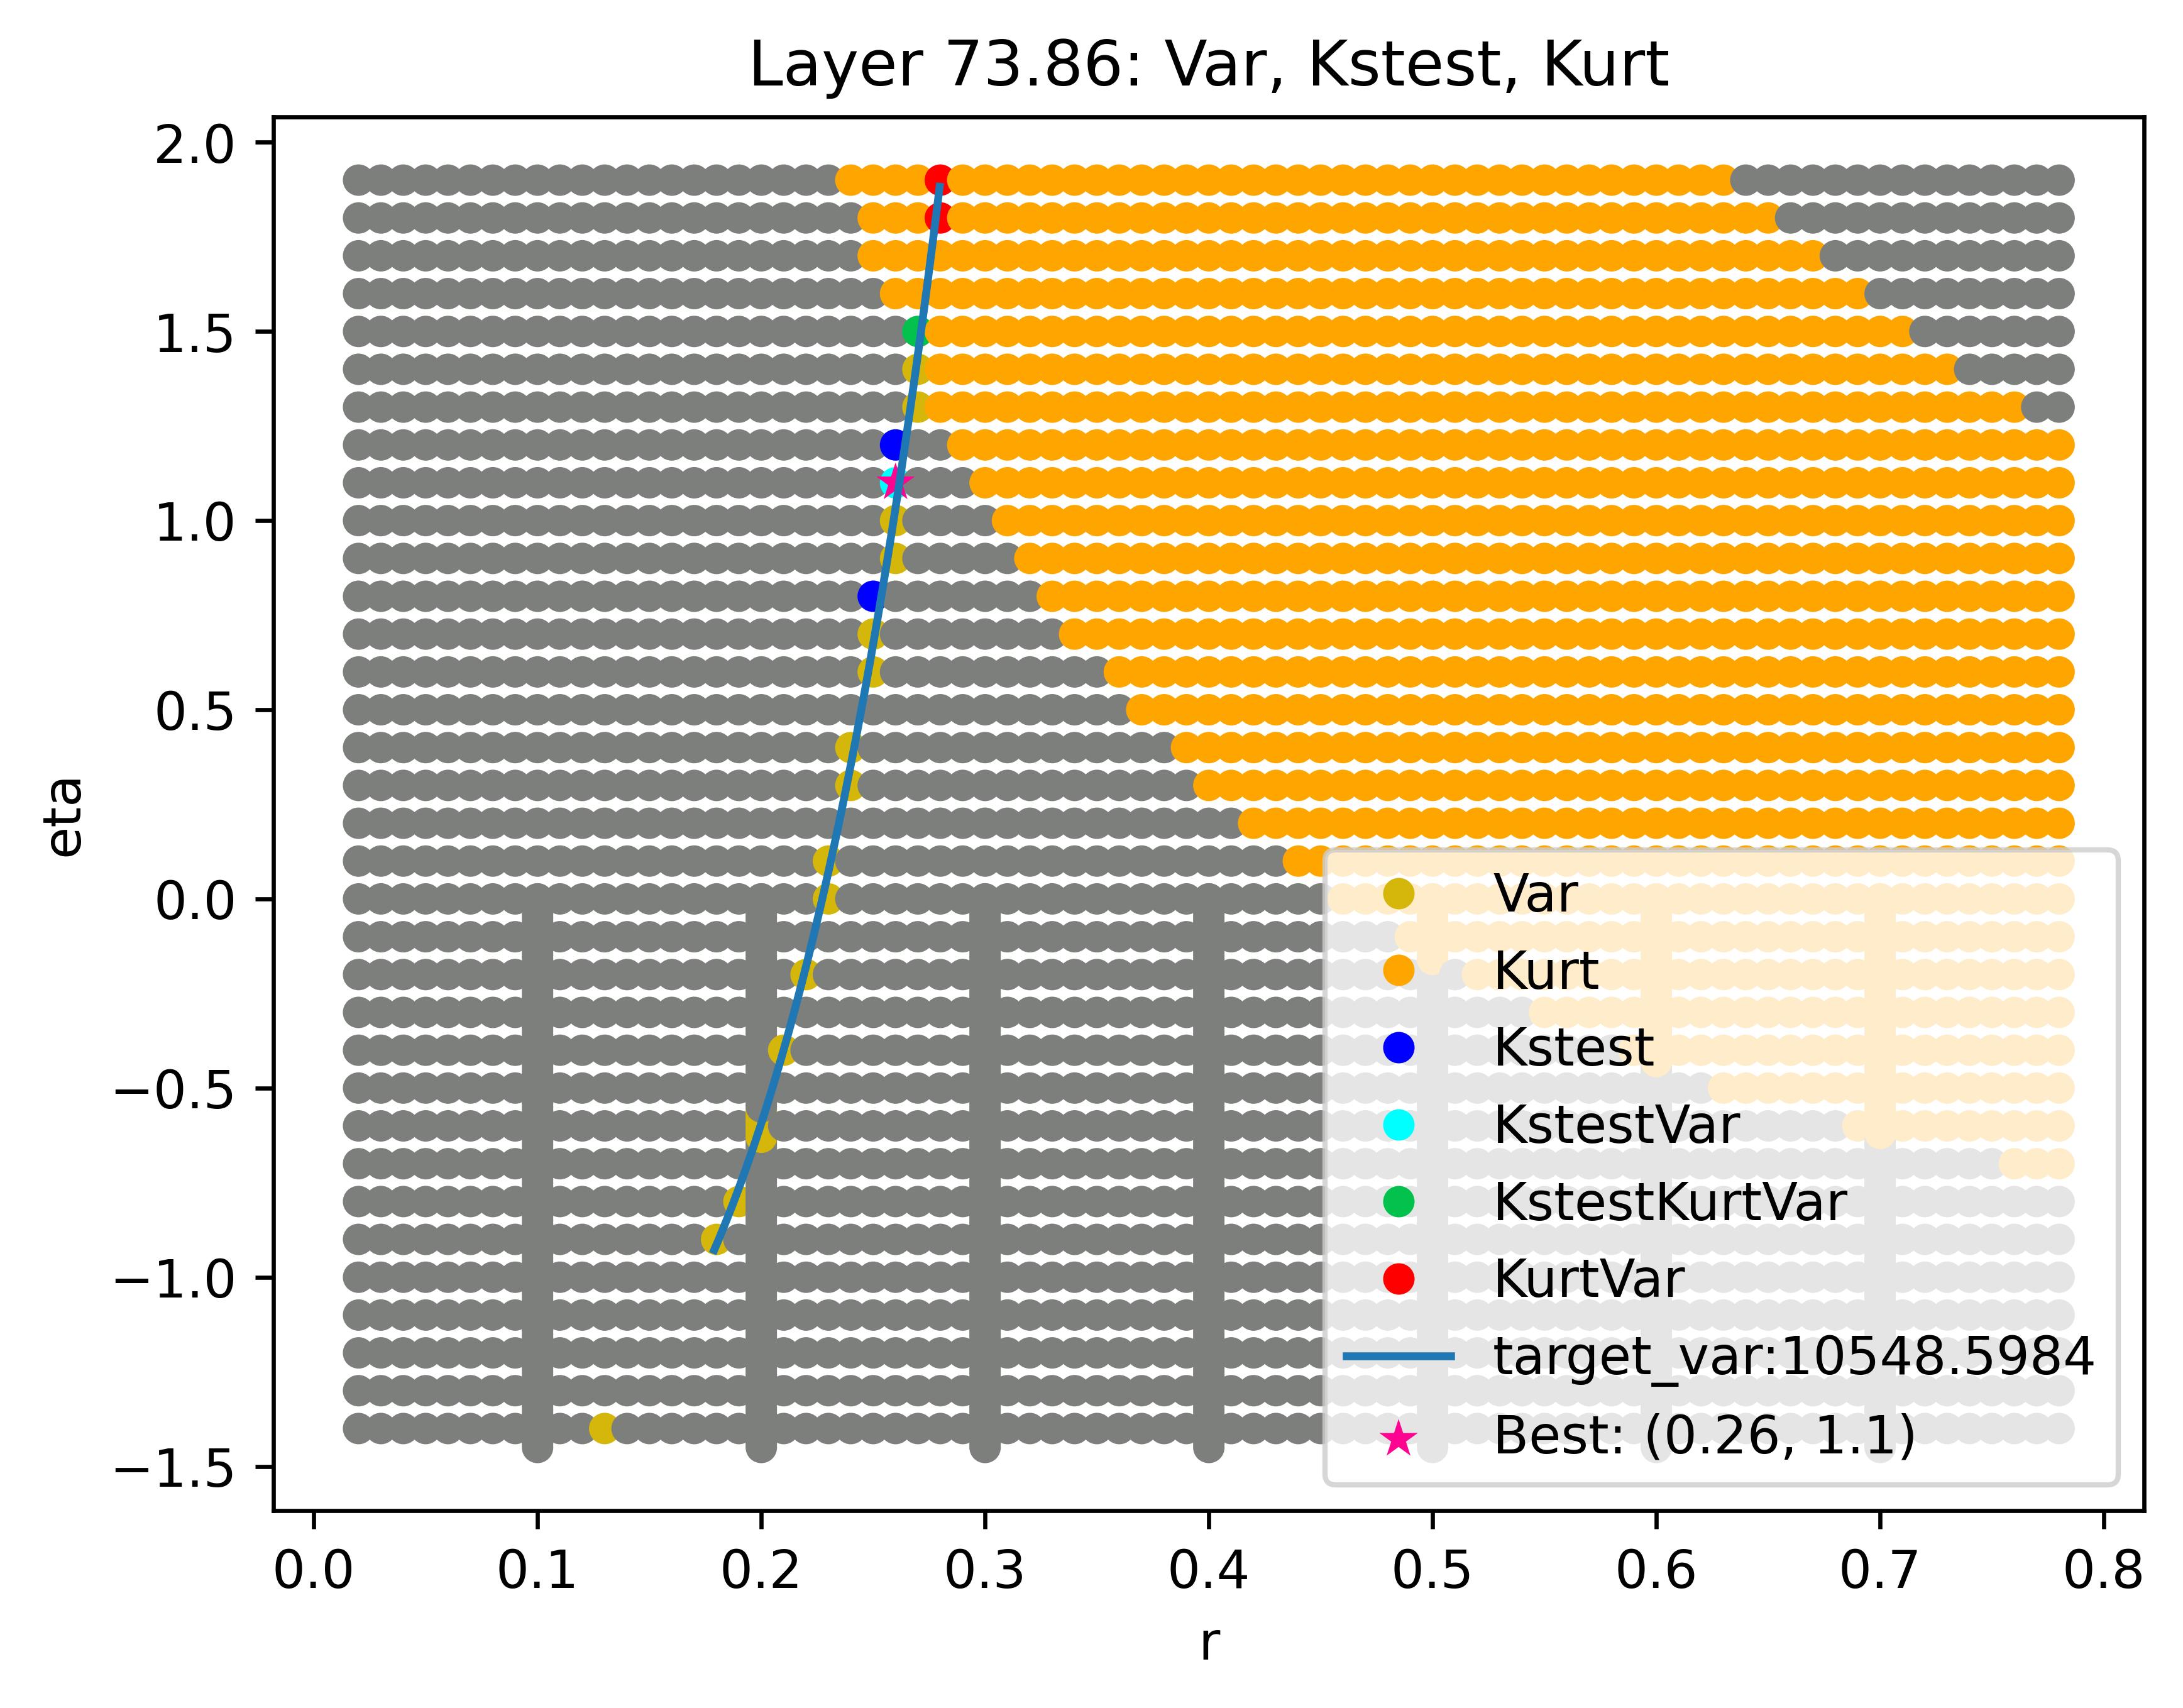 Layer 73.86: Var, Kstest, Kurt
2.0
1.5
1.0
0.5
0.0
−0.5
−1.0
−1.5
eta
Var
Kurt
Kstest
KstestVar
KstestKurtVar
KurtVar
target_var:10548.5984
Best: (0.26, 1.1)
0.0 0.1 0.2 0.3 0.4 0.5 0.6 0.7 0.8
r